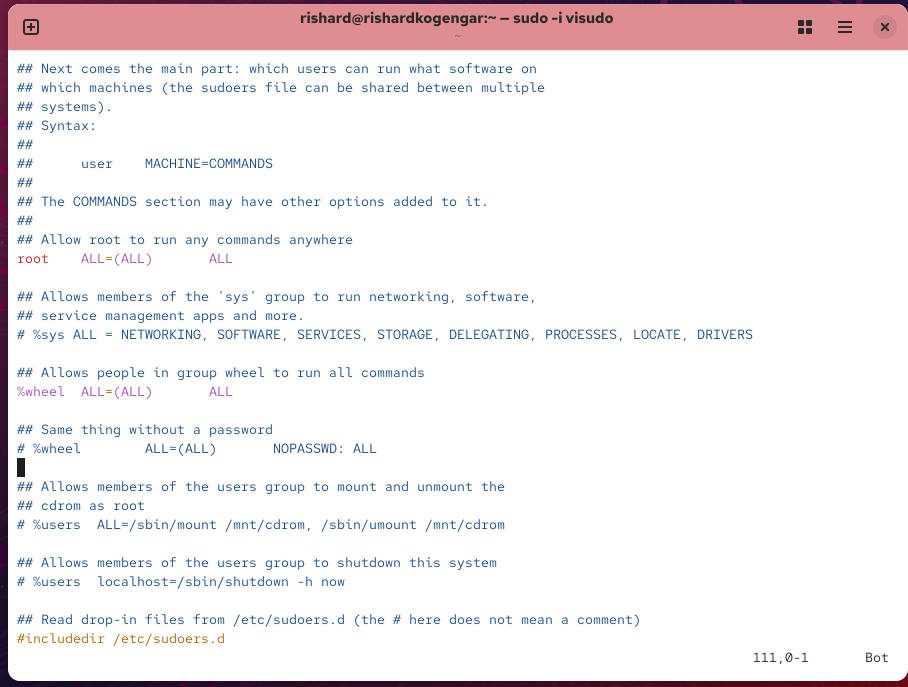 rishard@rishardkogengar:~ — sudo -i visudo
~
## Next comes the main part: which users can run what software on
## which machines (the sudoers file can be shared between multiple
## systems).
## Syntax:
##
##      user    MACHINE=COMMANDS
##
## The COMMANDS section may have other options added to it.
##
## Allow root to run any commands anywhere
root    ALL=(ALL)       ALL

## Allows members of the 'sys' group to run networking, software,
## service management apps and more.
# %sys ALL = NETWORKING, SOFTWARE, SERVICES, STORAGE, DELEGATING, PROCESSES, LOCATE, DRIVERS

## Allows people in group wheel to run all commands
%wheel  ALL=(ALL)       ALL

## Same thing without a password
# %wheel        ALL=(ALL)       NOPASSWD: ALL

## Allows members of the users group to mount and unmount the
## cdrom as root
# %users  ALL=/sbin/mount /mnt/cdrom, /sbin/umount /mnt/cdrom

## Allows members of the users group to shutdown this system
# %users  localhost=/sbin/shutdown -h now

## Read drop-in files from /etc/sudoers.d (the # here does not mean a comment)
#includedir /etc/sudoers.d
111,0-1       Bot